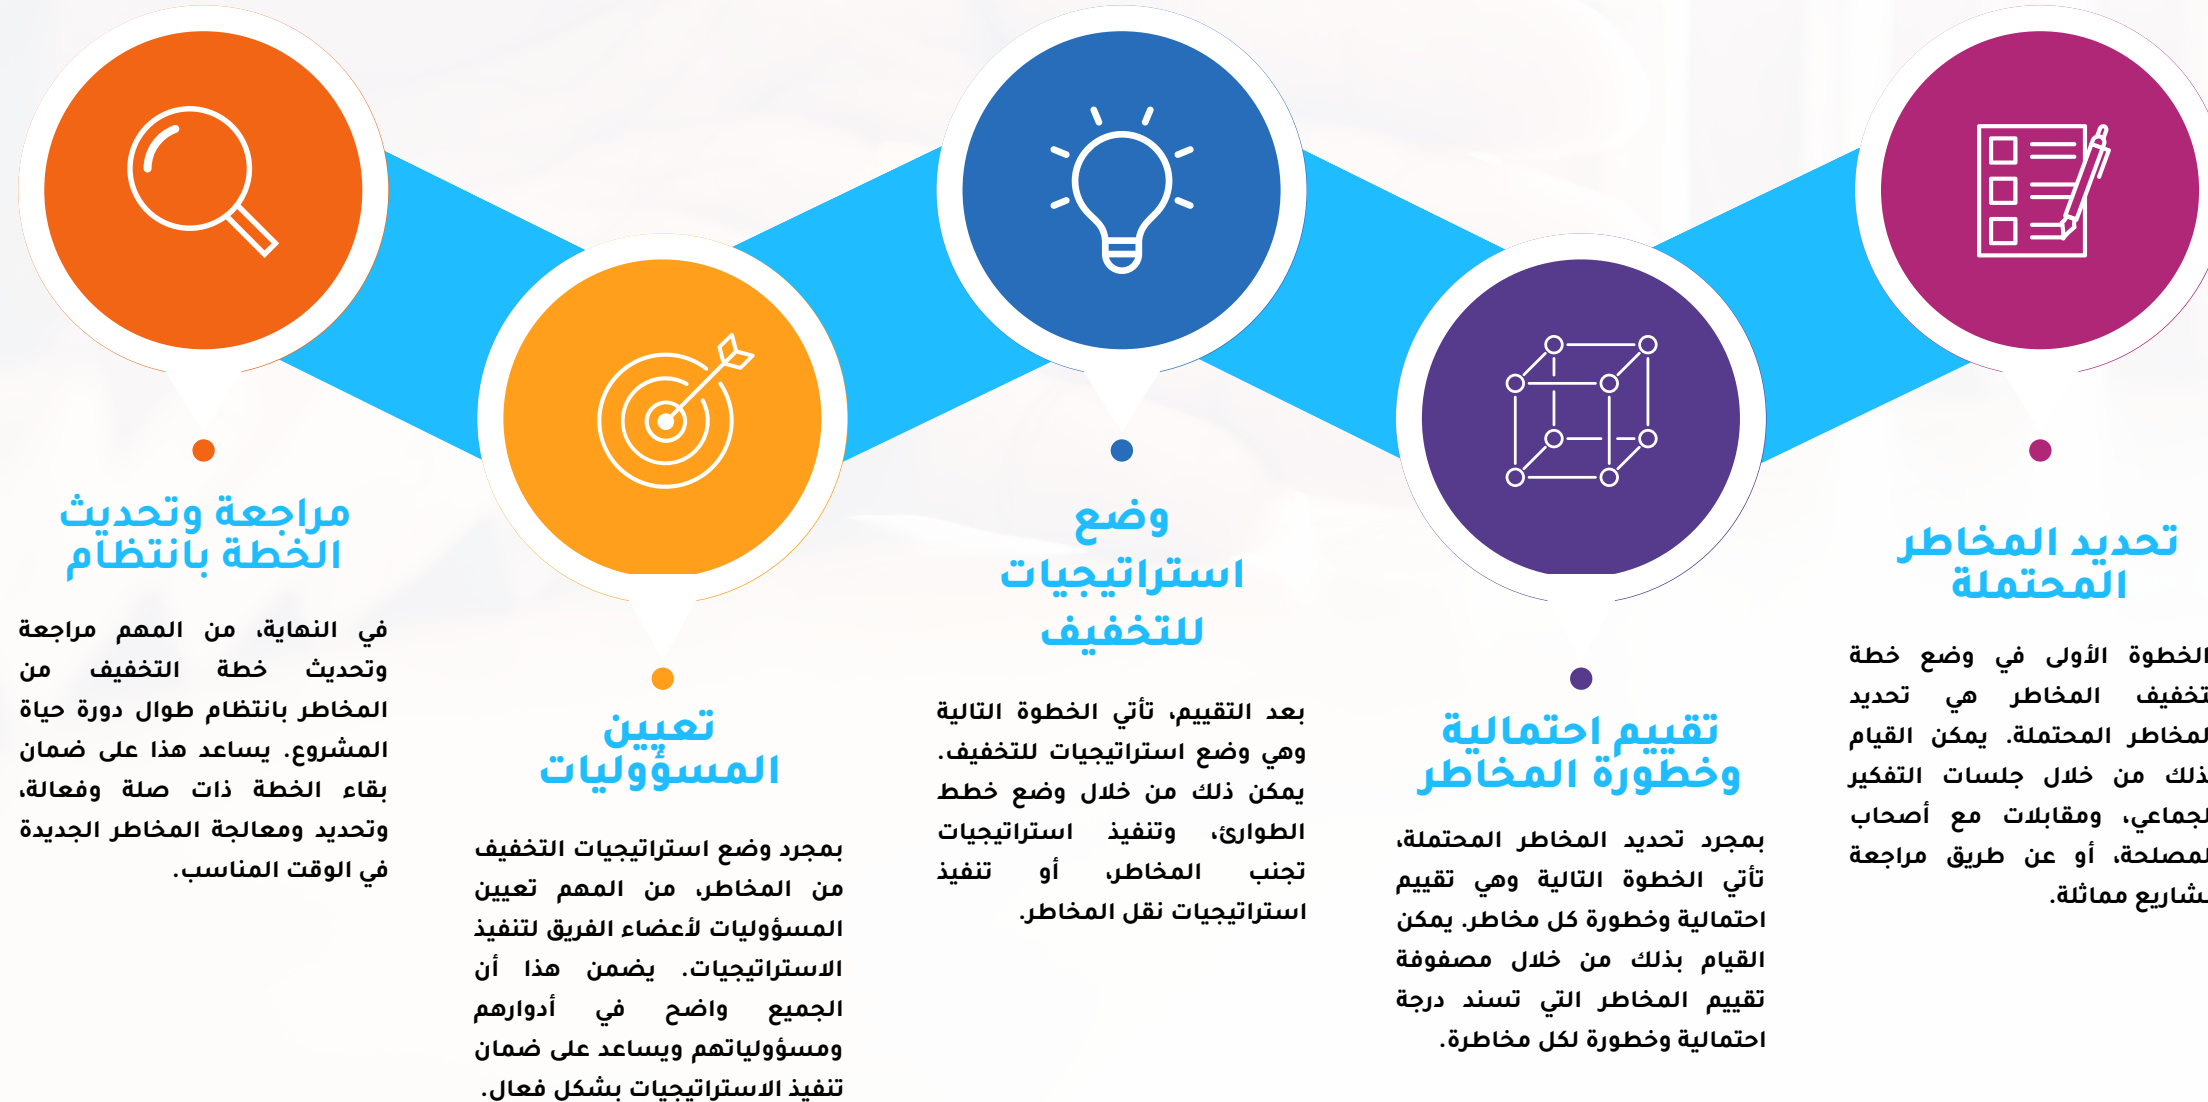 تحديد المخاطر
المحتملة
الخطوة الأولى في وضع خطة
تخفيف المخاطر هي تحديد
المخاطر المحتملة. يمكن القيام
بذلك من خلال جلسات التفكير
الجماعي، ومقابلات مع أصحاب
المصلحة، أو عن طريق مراجعة
مشاريع مماثلة.
تقييم احتمالية
وخطورة المخاطر
بمجرد تحديد المخاطر المحتملة،
تأتي الخطوة التالية وهي تقييم
احتمالية وخطورة كل مخاطر. يمكن
القيام بذلك من خلال مصفوفة
تقييم المخاطر التي تسند درجة
احتمالية وخطورة لكل مخاطرة.
وضع
استراتيجيات
للتخفيف
بعد التقييم، تأتي الخطوة التالية
وهي وضع استراتيجيات للتخفيف.
يمكن ذلك من خلال وضع خطط
الطوارئ، وتنفيذ استراتيجيات
تجنب المخاطر، أو تنفيذ
استراتيجيات نقل المخاطر.
تعيين
المسؤوليات
بمجرد وضع استراتيجيات التخفيف
من المخاطر، من المهم تعيين
المسؤوليات لأعضاء الفريق لتنفيذ
الاستراتيجيات. يضمن هذا أن
الجميع واضح في أدوارهم
ومسؤولياتهم ويساعد على ضمان
تنفيذ الاستراتيجيات بشكل فعال.
مراجعة وتحديث
الخطة بانتظام
في النهاية، من المهم مراجعة
وتحديث خطة التخفيف من
المخاطر بانتظام طوال دورة حياة
المشروع. يساعد هذا على ضمان
بقاء الخطة ذات صلة وفعالة،
وتحديد ومعالجة المخاطر الجديدة
في الوقت المناسب.